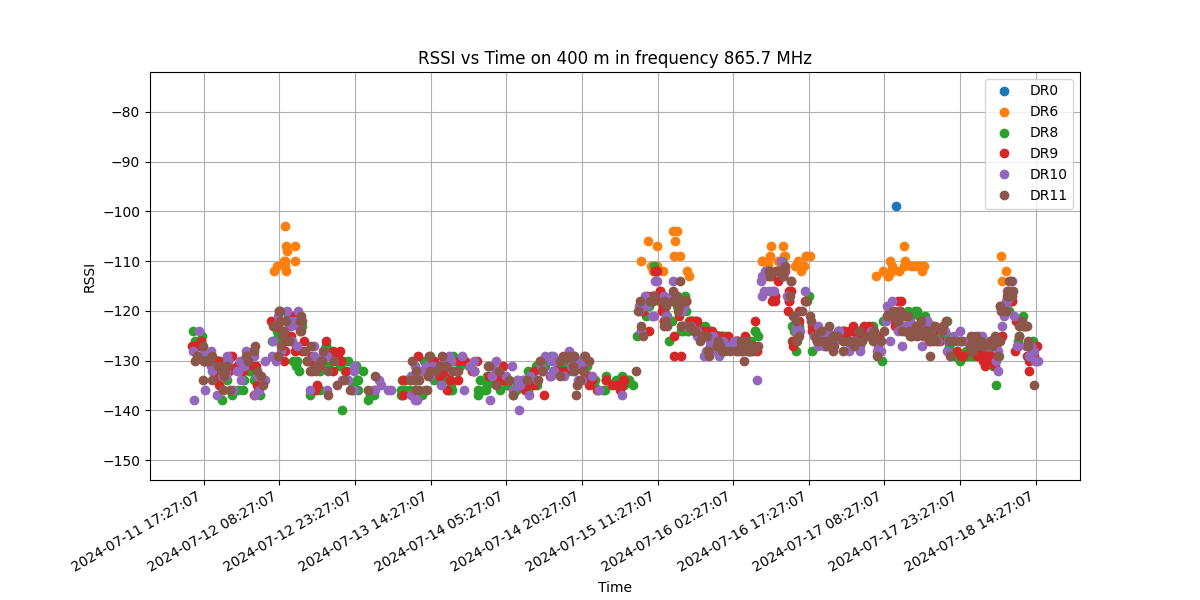 RSSI vs Time on 400 m in frequency 865.7 MHz
DR0
DR6
DR8
DR9
DR10
DR11
RSSI
−80
−90
−100
−110
−120
−130
−140
−150
2024-07-11 17:27:07
2024-07-12 08:27:07
2024-07-12 23:27:07
2024-07-13 14:27:07
2024-07-14 05:27:07
2024-07-14 20:27:07
2024-07-15 11:27:07
2024-07-16 02:27:07
2024-07-16 17:27:07
2024-07-17 08:27:07
2024-07-17 23:27:07
2024-07-18 14:27:07
Time